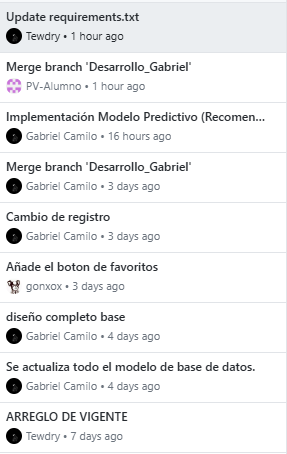 Update requirements.txt
Tewdry • 1 hour ago
Merge branch 'Desarrollo_Gabriel'
PV-Alumno • 1 hour ago
Implementación Modelo Predictivo (Recomen...
Gabriel Camilo • 16 hours ago
Merge branch 'Desarrollo_Gabriel'
Gabriel Camilo • 3 days ago
Cambio de registro
Gabriel Camilo • 3 days ago
Añade el boton de favoritos
gonxox • 3 days ago
diseño completo base
Gabriel Camilo • 4 days ago
Se actualiza todo el modelo de base de datos.
Gabriel Camilo • 4 days ago
ARREGLO DE VIGENTE
Tewdry • 7 days ago